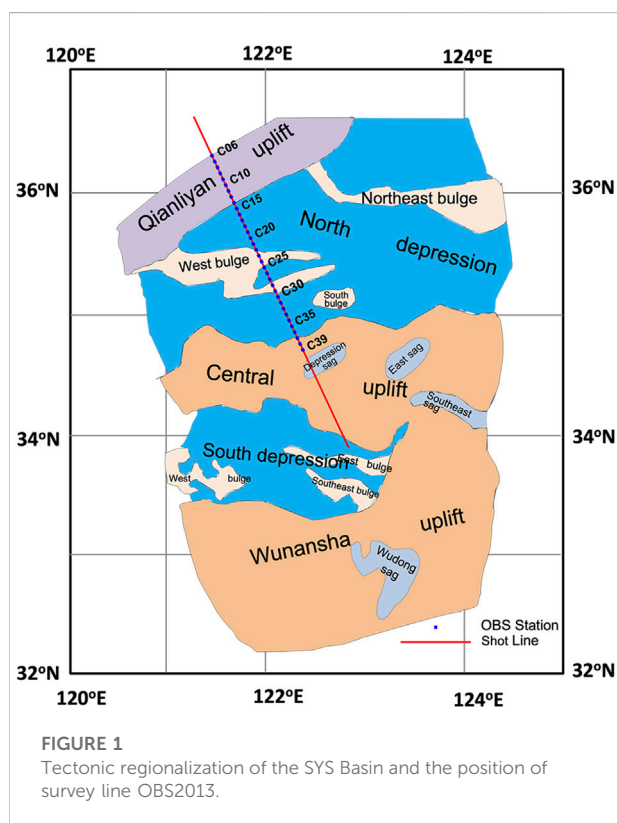 120°E
122°E
124°E
36°N
36°N
C06
Qianliyan uplift
C10
C15
Northeast bulge
North depression
C20
West bulge
C25
C30
South
bulge
C35
C39
Depression
sag
East sag
Central uplift
Southeast
sag
34°N
34°N
South depression
East bulge
West bulge
Southeast bulge
Wunansha uplift
Wudong
sag
OBS Station
Shot Line
32°N
32°N
120°E
122°E
124°E
FIGURE 1
Tectonic regionalization of the SYS Basin and the position of
survey line OBS2013.